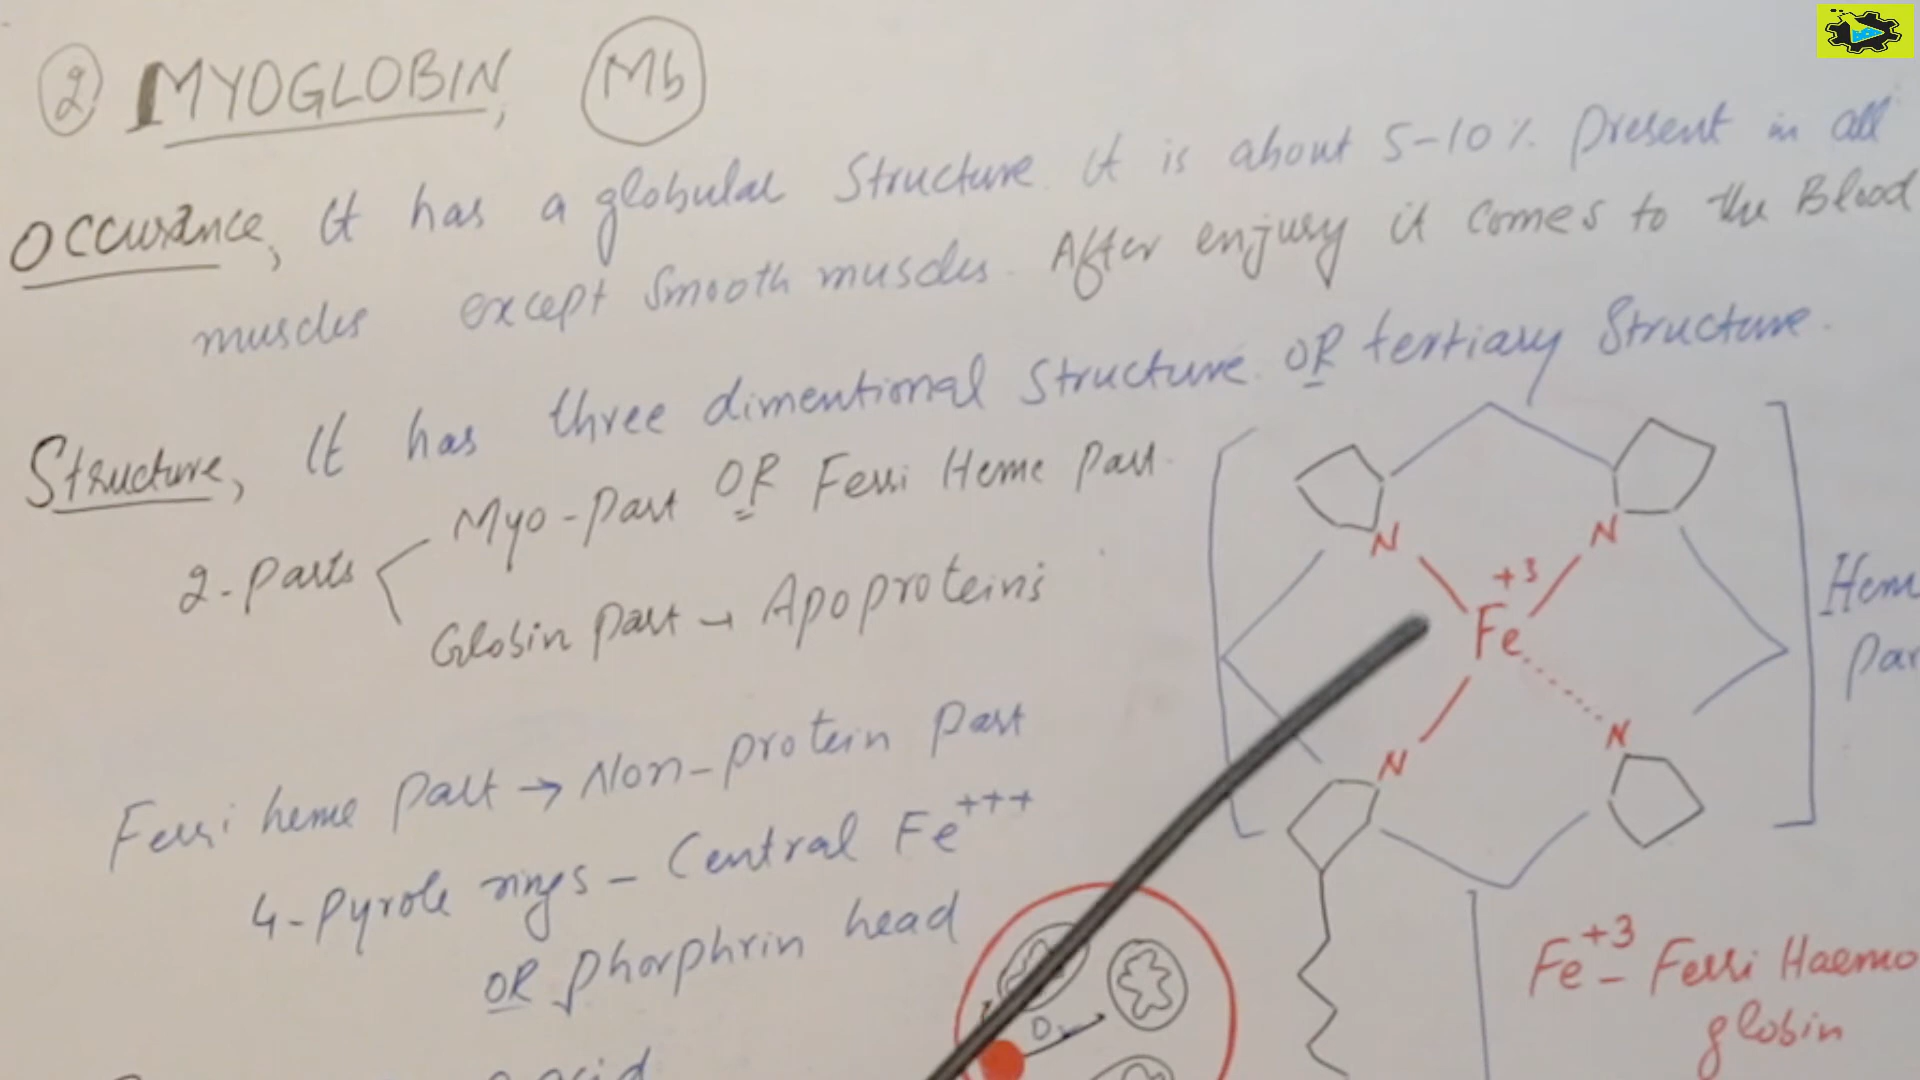 2 MYOGLOBIN, Mb
Occurance, It has a globular Structure. It is about 5-10% Present in all
muscles except Smooth muscles. After enjury it comes to the Blood
Structure, It has three dimentional Structure OR tertiary Structure.
2-Parts
Myo-Part OR Ferri Heme Part.
Globin Part → Apoproteins
Ferri heme Part → Non-protein Part
4-Pyrole rings - Central Fe+++
OR Phorphrin head
acid
N
N
+3
Fe
N
N
Hem
Par
Fe+3 - Ferri Haemo
globin
O₂